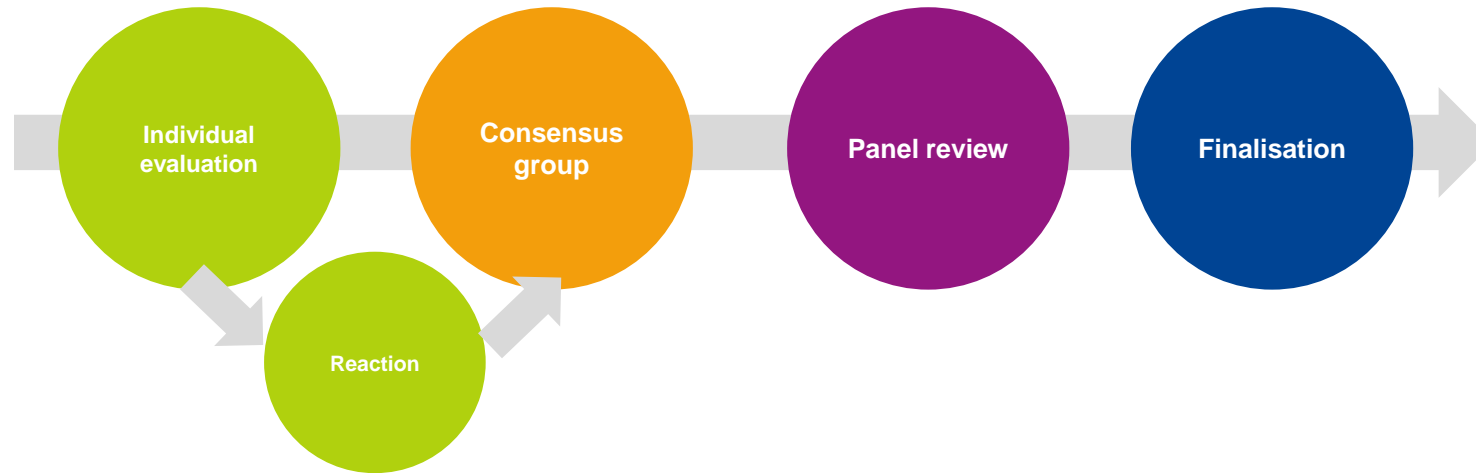 Individual
evaluation
Consensus
group
Panel review
Finalisation
Reaction